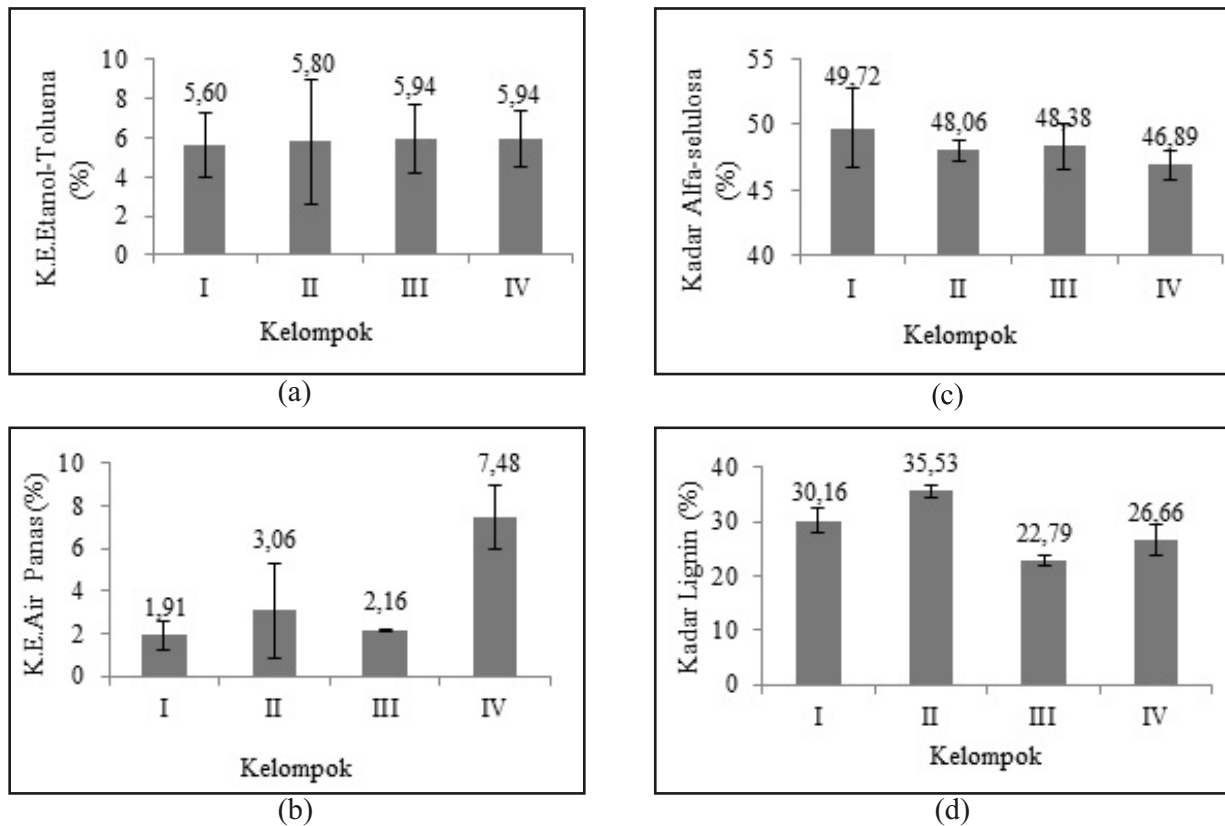 K.E.Etanol-Toluena
(%)
10
8
6
4
2
0
5,60
5,80
5,94
5,94
I II III IV
Kelompok
(a)
K.E.Air Panas (%)
10
8
6
4
2
0
1,91
3,06
2,16
7,48
I II III IV
Kelompok
(b)
Kadar Alfa-selulosa
(%)
55
50
45
40
49,72
48,06
48,38
46,89
I II III IV
Kelompok
(c)
Kadar Lignin (%)
40
30
20
10
0
30,16
35,53
22,79
26,66
I II III IV
Kelompok
(d)